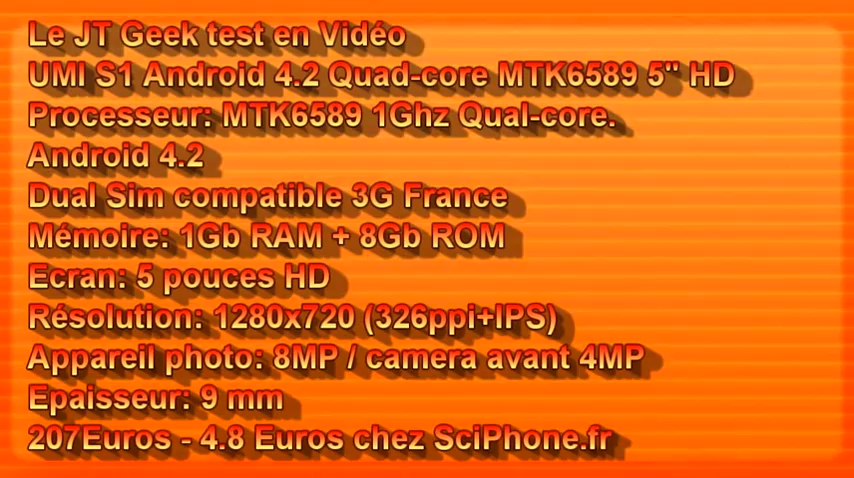 Le JT Geek test en Vidéo
UMI S1 Android 4.2 Quad-core MTK6589 5" HD
Processeur: MTK6589 1Ghz Qual-core.
Android 4.2
Dual Sim compatible 3G France
Mémoire: 1Gb RAM + 8Gb ROM
Ecran: 5 pouces HD
Résolution: 1280x720 (326ppi+IPS)
Appareil photo: 8MP / camera avant 4MP
Epaisseur: 9 mm
207Euros - 4.8 Euros chez SciPhone.fr